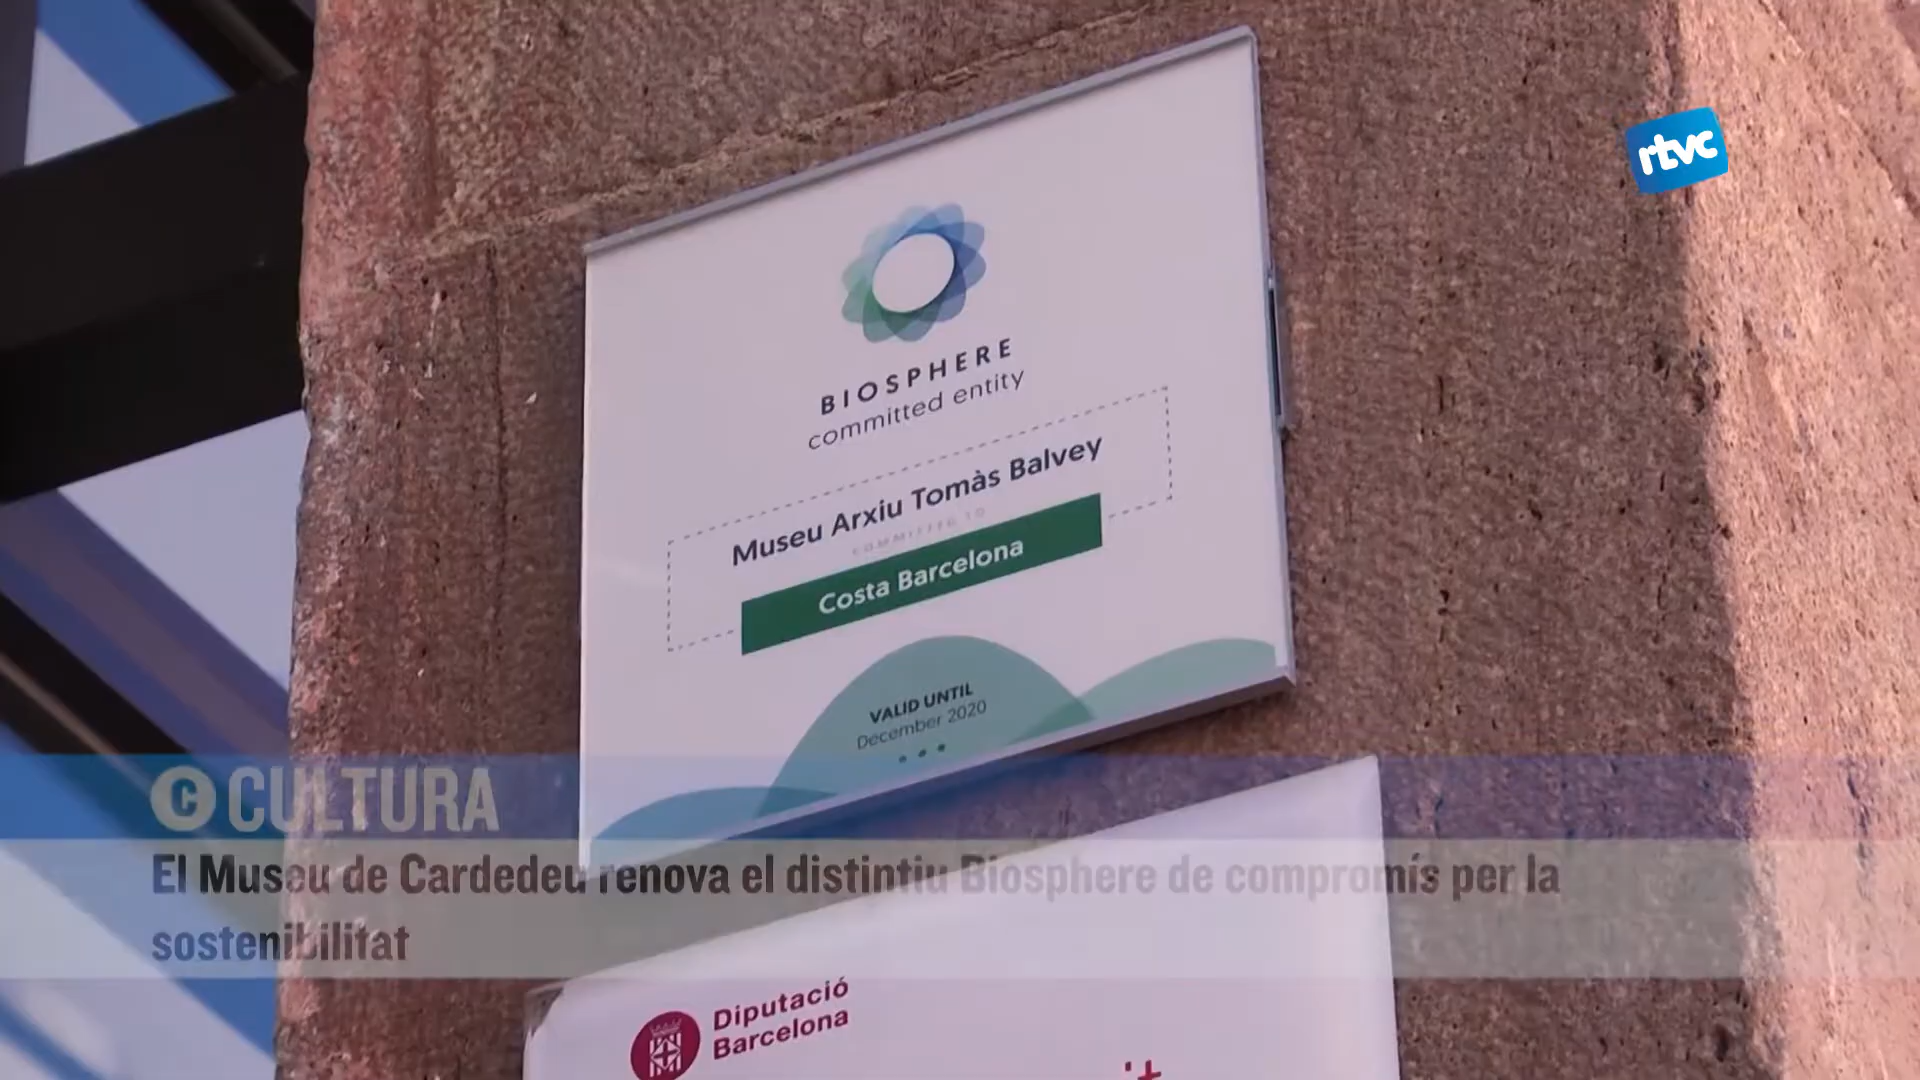 rtvc
BIOSPHERE
committed entity
Museu Arxiu Tomàs Balvey
COMMITTED TO
Costa Barcelona
VALID UNTIL
December 2020
CULTURA
El Museu de Cardedeu renova el distintiu Biosphere de compromís per la
sostenibilitat
Diputació
Barcelona